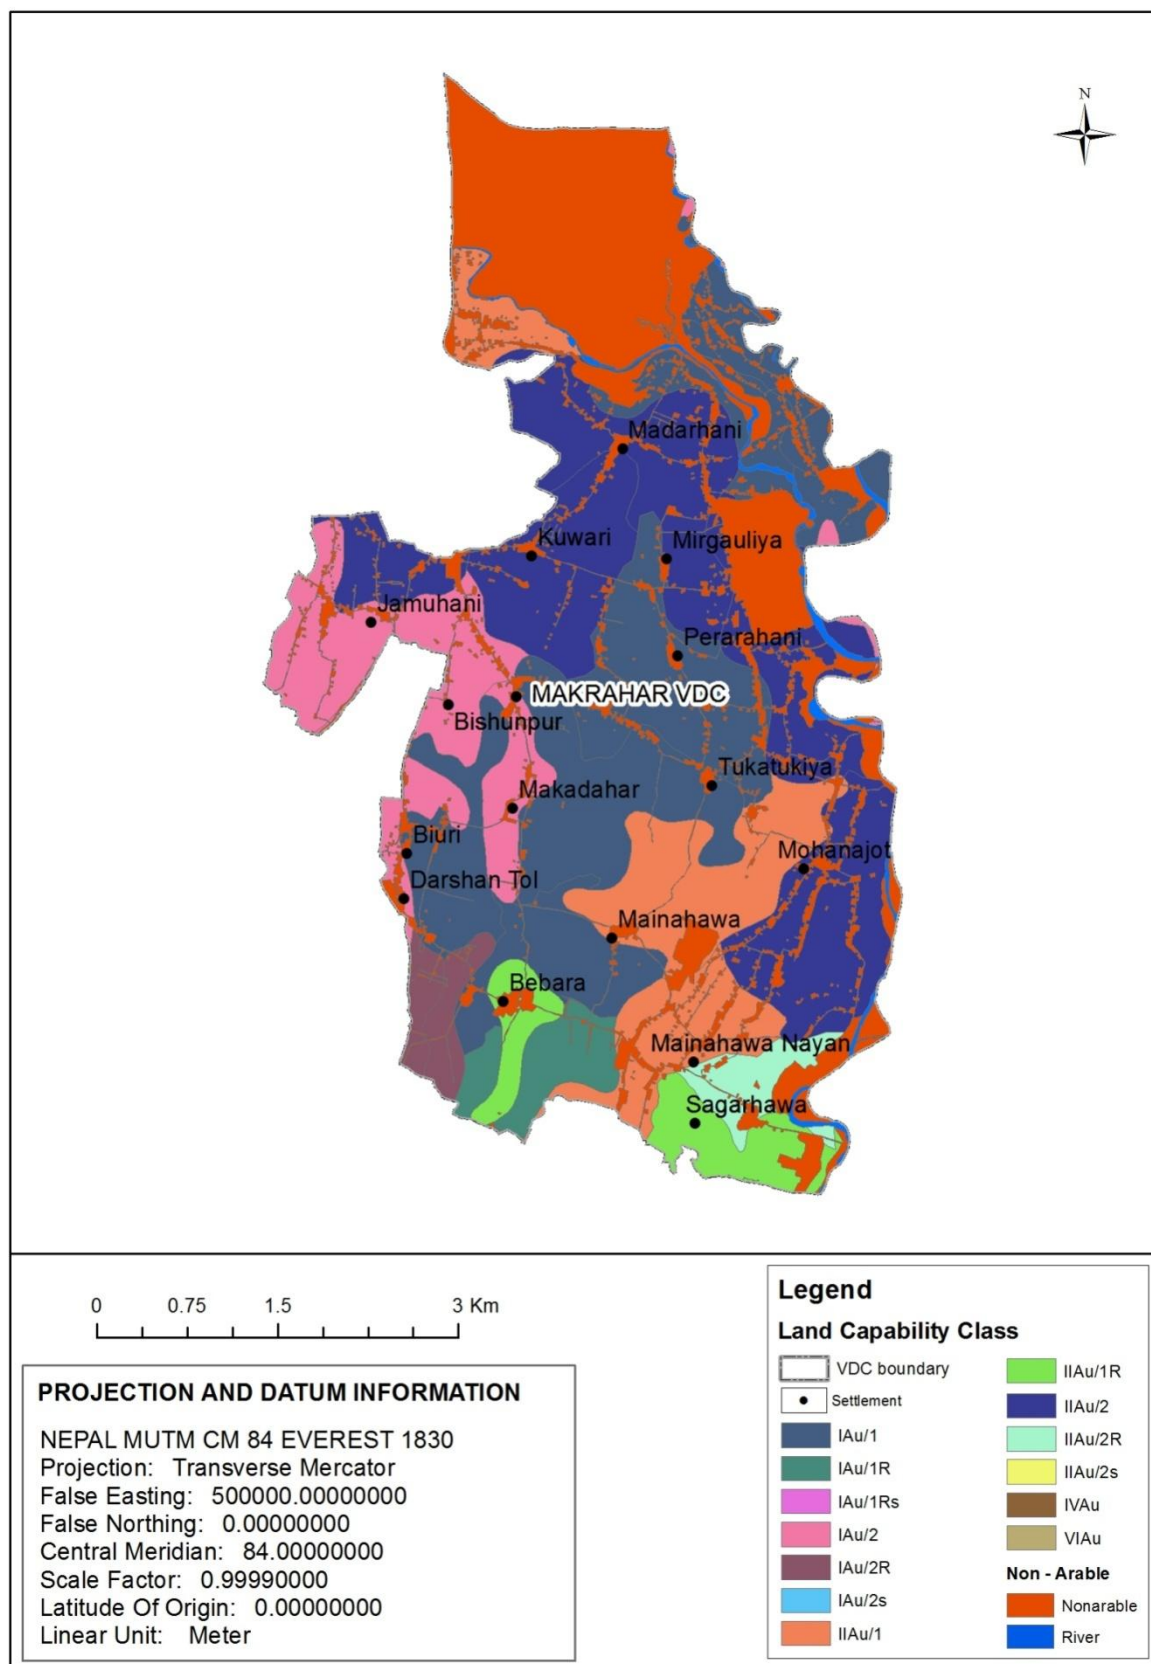 N
Madarhani
Kuwari
Mirgauliya
Jamuhani
Perarahani
MAKRAHAR VDC
Bishunpur
Tukatukiya
Makadahar
Biuri
Mohanajot
Darshan Tol
Mainahawa
Bebara
Mainahawa Nayan
Sagarhawa
0 0.75 1.5 3 Km
PROJECTION AND DATUM INFORMATION
NEPAL MUTM CM 84 EVEREST 1830
Projection: Transverse Mercator
False Easting: 500000.00000000
False Northing: 0.00000000
Central Meridian: 84.00000000
Scale Factor: 0.99990000
Latitude Of Origin: 0.00000000
Linear Unit: Meter
Legend
Land Capability Class
VDC boundary
Settlement
IAu/1
IAu/1R
IAu/1Rs
IAu/2
IAu/2R
IAu/2s
IIAu/1
IIAu/1R
IIAu/2
IIAu/2R
IIAu/2s
IVAu
VIAu
Non - Arable
Nonarable
River